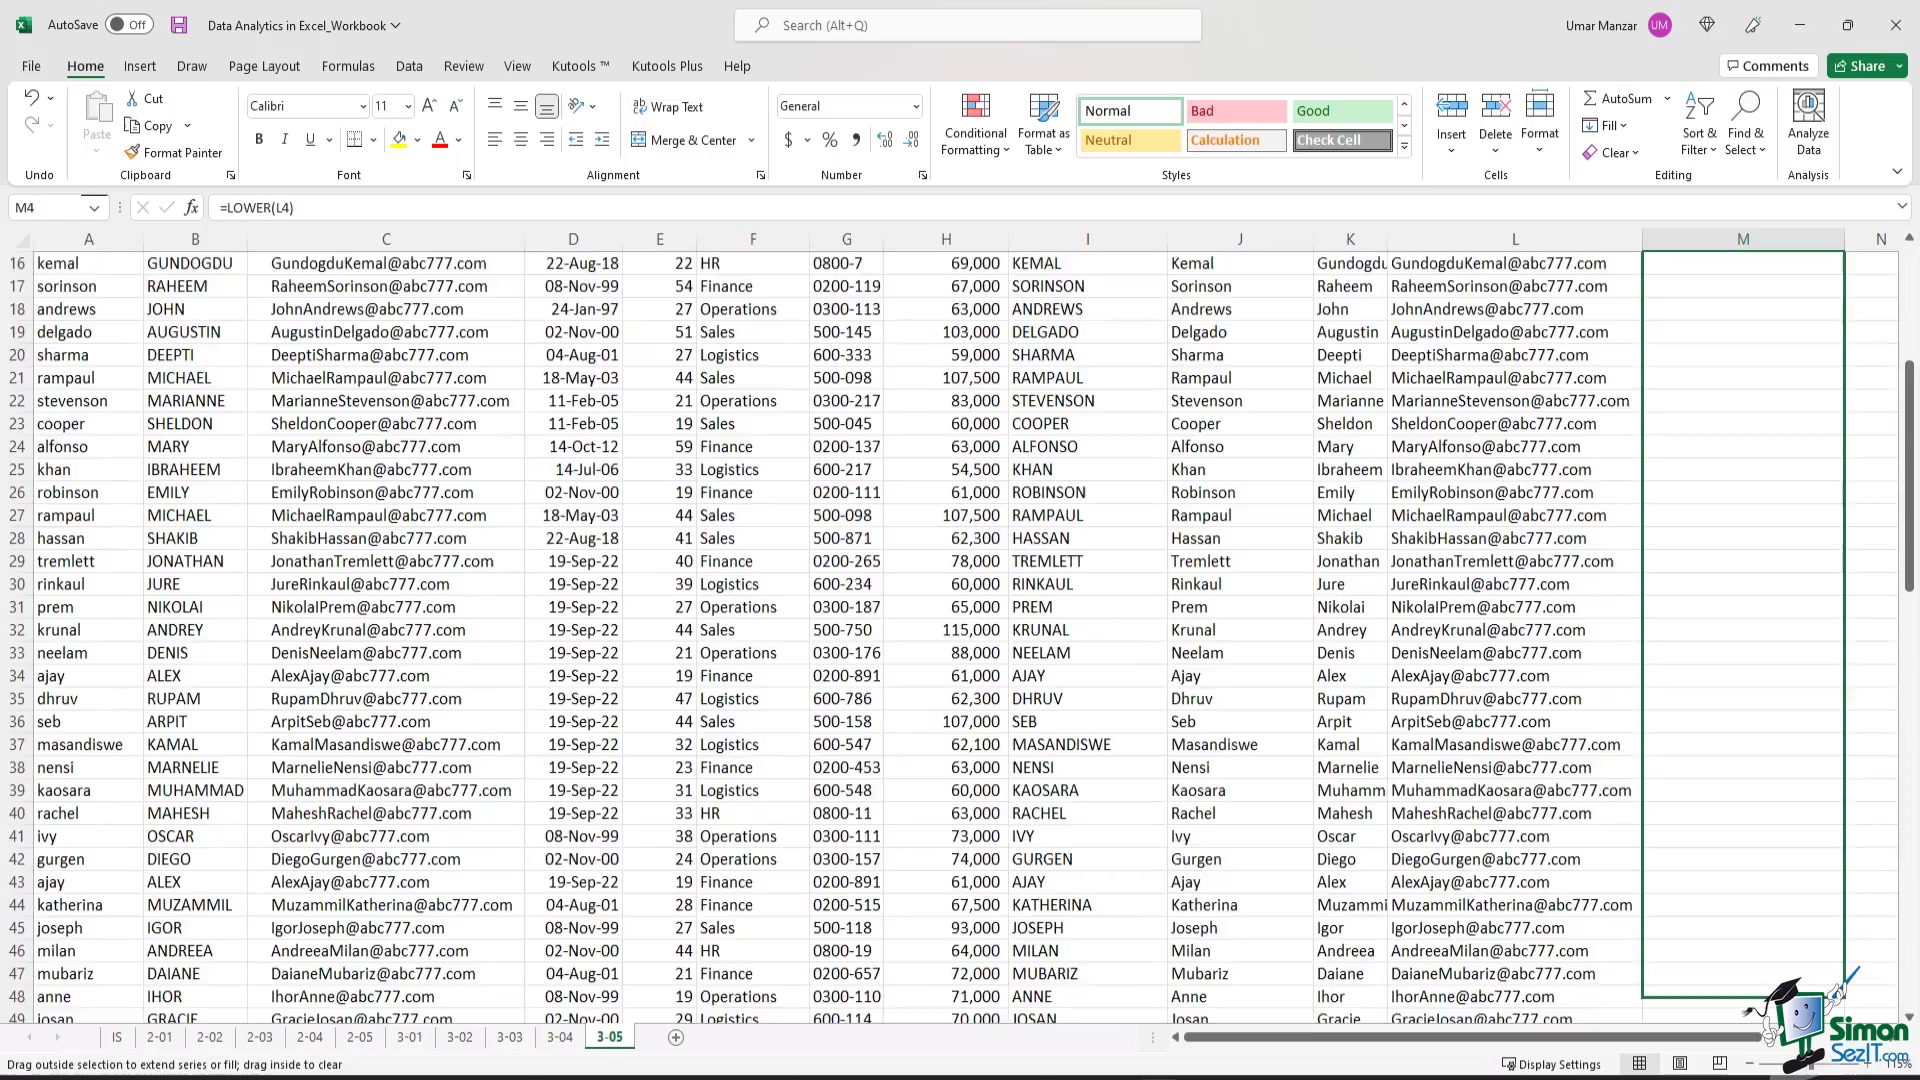 AutoSave Off Data Analytics in Excel_Workbook Search (Alt+Q) Umar Manzar UM
File Home Insert Draw Page Layout Formulas Data Review View Kutools ™ Kutools Plus Help Comments Share
Paste Cut Copy Format Painter
Calibri 11 B I U
Wrap Text Merge & Center
General $ % ,
Conditional Formatting Format as Table Normal Bad Good Neutral Calculation Check Cell
Insert Delete Format
AutoSum Fill Clear Sort & Filter Find & Select Analyze Data
Undo Clipboard Font Alignment Number Styles Cells Editing Analysis
M4 fx =LOWER(L4)
A B C D E F G H I J K L M N
16 kemal GUNDOGDU GundogduKemal@abc777.com 22-Aug-18 22 HR 0800-7 69,000 KEMAL Kemal Gundogdu GundogduKemal@abc777.com
17 sorinson RAHEEM RaheemSorinson@abc777.com 08-Nov-99 54 Finance 0200-119 67,000 SORINSON Sorinson Raheem RaheemSorinson@abc777.com
18 andrews JOHN JohnAndrews@abc777.com 24-Jan-97 27 Operations 0300-113 63,000 ANDREWS Andrews John JohnAndrews@abc777.com
19 delgado AUGUSTIN AugustinDelgado@abc777.com 02-Nov-00 51 Sales 500-145 103,000 DELGADO Delgado Augustin AugustinDelgado@abc777.com
20 sharma DEEPTI DeeptiSharma@abc777.com 04-Aug-01 27 Logistics 600-333 59,000 SHARMA Sharma Deepti DeeptiSharma@abc777.com
21 rampaul MICHAEL MichaelRampaul@abc777.com 18-May-03 44 Sales 500-098 107,500 RAMPAUL Rampaul Michael MichaelRampaul@abc777.com
22 stevenson MARIANNE MarianneStevenson@abc777.com 11-Feb-05 21 Operations 0300-217 83,000 STEVENSON Stevenson Marianne MarianneStevenson@abc777.com
23 cooper SHELDON SheldonCooper@abc777.com 11-Feb-05 19 Sales 500-045 60,000 COOPER Cooper Sheldon SheldonCooper@abc777.com
24 alfonso MARY MaryAlfonso@abc777.com 14-Oct-12 59 Finance 0200-137 63,000 ALFONSO Alfonso Mary MaryAlfonso@abc777.com
25 khan IBRAHEEM IbraheemKhan@abc777.com 14-Jul-06 33 Logistics 600-217 54,500 KHAN Khan Ibraheem IbraheemKhan@abc777.com
26 robinson EMILY EmilyRobinson@abc777.com 02-Nov-00 19 Finance 0200-111 61,000 ROBINSON Robinson Emily EmilyRobinson@abc777.com
27 rampaul MICHAEL MichaelRampaul@abc777.com 18-May-03 44 Sales 500-098 107,500 RAMPAUL Rampaul Michael MichaelRampaul@abc777.com
28 hassan SHAKIB ShakibHassan@abc777.com 22-Aug-18 41 Sales 500-871 62,300 HASSAN Hassan Shakib ShakibHassan@abc777.com
29 tremlett JONATHAN JonathanTremlett@abc777.com 19-Sep-22 40 Finance 0200-265 78,000 TREMLETT Tremlett Jonathan JonathanTremlett@abc777.com
30 rinkaul JURE JureRinkaul@abc777.com 19-Sep-22 39 Logistics 600-234 60,000 RINKAUL Rinkaul Jure JureRinkaul@abc777.com
31 prem NIKOLAI NikolaIPrem@abc777.com 19-Sep-22 27 Operations 0300-187 65,000 PREM Prem Nikolai NikolaIPrem@abc777.com
32 krunal ANDREY AndreyKrunal@abc777.com 19-Sep-22 44 Sales 500-750 115,000 KRUNAL Krunal Andrey AndreyKrunal@abc777.com
33 neelam DENIS DenisNeelam@abc777.com 19-Sep-22 21 Operations 0300-176 88,000 NEELAM Neelam Denis DenisNeelam@abc777.com
34 ajay ALEX AlexAjay@abc777.com 19-Sep-22 19 Finance 0200-891 61,000 AJAY Ajay Alex AlexAjay@abc777.com
35 dhruv RUPAM RupamDhruv@abc777.com 19-Sep-22 47 Logistics 600-786 62,300 DHRUV Dhruv Rupam RupamDhruv@abc777.com
36 seb ARPIT ArpitSeb@abc777.com 19-Sep-22 44 Sales 500-158 107,000 SEB Seb Arpit ArpitSeb@abc777.com
37 masandiswe KAMAL KamalMasandiswe@abc777.com 19-Sep-22 32 Logistics 600-547 62,100 MASANDISWE Masandiswe Kamal KamalMasandiswe@abc777.com
38 nensi MARNELIE MarnelieNensi@abc777.com 19-Sep-22 23 Finance 0200-453 63,000 NENSI Nensi Marnelie MarnelieNensi@abc777.com
39 kaosara MUHAMMAD MuhammadKaosara@abc777.com 19-Sep-22 31 Logistics 600-548 60,000 KAOSARA Kaosara Muhamm MuhammadKaosara@abc777.com
40 rachel MAHESH MaheshRachel@abc777.com 19-Sep-22 33 HR 0800-11 63,000 RACHEL Rachel Mahesh MaheshRachel@abc777.com
41 ivy OSCAR OscarIvy@abc777.com 08-Nov-99 38 Operations 0300-111 73,000 IVY Ivy Oscar OscarIvy@abc777.com
42 gurgen DIEGO DiegoGurgen@abc777.com 02-Nov-00 24 Operations 0300-157 74,000 GURGEN Gurgen Diego DiegoGurgen@abc777.com
43 ajay ALEX AlexAjay@abc777.com 19-Sep-22 19 Finance 0200-891 61,000 AJAY Ajay Alex AlexAjay@abc777.com
44 katherina MUZAMMIL MuzammilKatherina@abc777.com 04-Aug-01 28 Finance 0200-515 67,500 KATHERINA Katherina Muzammi MuzammilKatherina@abc777.com
45 joseph IGOR IgorJoseph@abc777.com 08-Nov-99 27 Sales 500-118 93,000 JOSEPH Joseph Igor IgorJoseph@abc777.com
46 milan ANDREEA AndreeaMilan@abc777.com 02-Nov-00 44 HR 0800-19 64,000 MILAN Milan Andreea AndreeaMilan@abc777.com
47 mubariz DAIANE DaianeMubariz@abc777.com 04-Aug-01 21 Finance 0200-657 72,000 MUBARIZ Mubariz Daiane DaianeMubariz@abc777.com
48 anne IHOR IhorAnne@abc777.com 08-Nov-99 19 Operations 0300-110 71,000 ANNE Anne Ihor IhorAnne@abc777.com
49 josan GRACIE GracieJosan@abc777.com 02-Nov-00 29 Logistics 600-114 70,000 JOSAN Josan Gracie GracieJosan@abc777.com
IS 2-01 2-02 2-03 2-04 2-05 3-01 3-02 3-03 3-04 3-05
Simon SezIT.com
Drag outside selection to extend series or fill; drag inside to clear Display Settings 115%